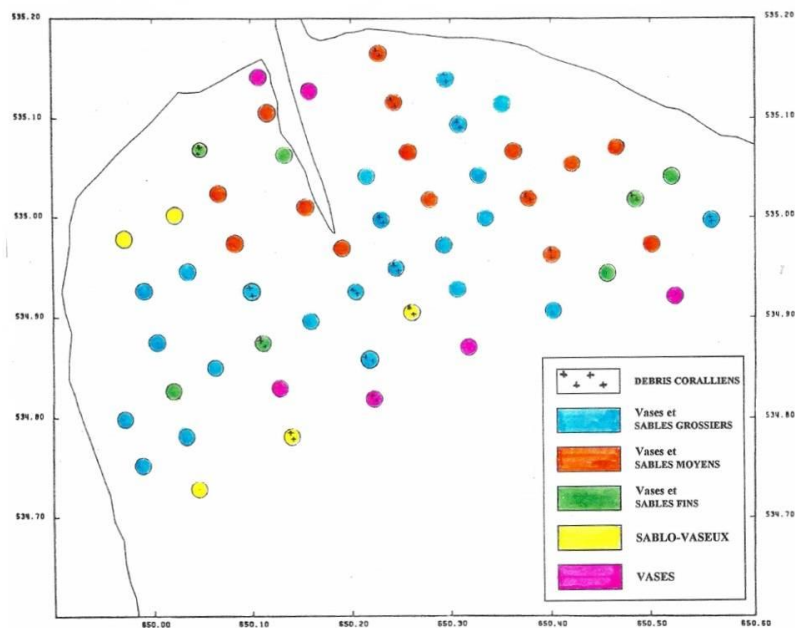 535.20
535.20
535.10
535.10
535.00
535.00
534.90
534.90
534.80
534.80
534.70
534.70
DEBRIS CORALLIENS
Vases et
SABLES GROSSIERS
Vases et
SABLES MOYENS
Vases et
SABLES FINS
SABLO-VASEUX
VASES
650.00
650.10
650.20
650.30
650.40
650.50
650.60